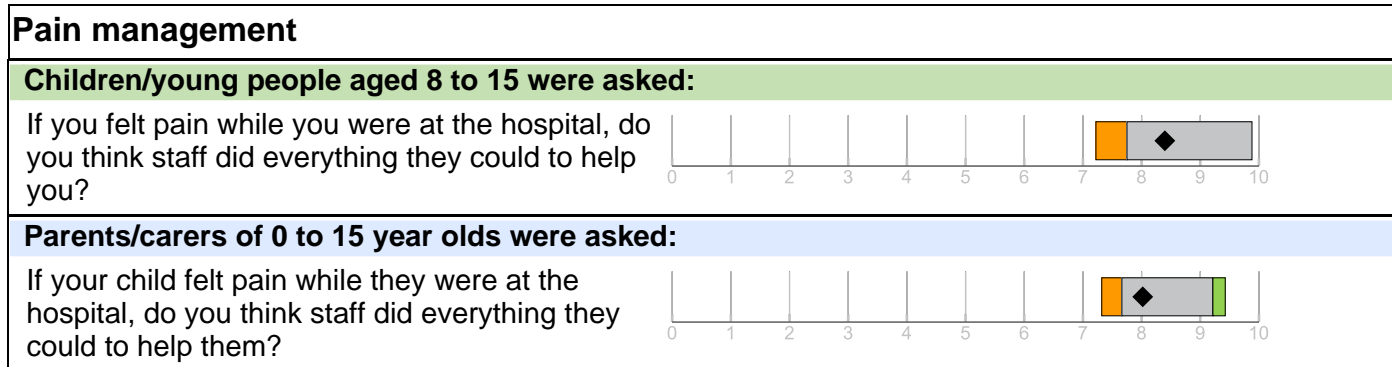 Pain management
Children/young people aged 8 to 15 were asked:
If you felt pain while you were at the hospital, do
you think staff did everything they could to help
you?
0 1 2 3 4 5 6 7 8 9 10
Parents/carers of 0 to 15 year olds were asked:
If your child felt pain while they were at the
hospital, do you think staff did everything they
could to help them?
0 1 2 3 4 5 6 7 8 9 10